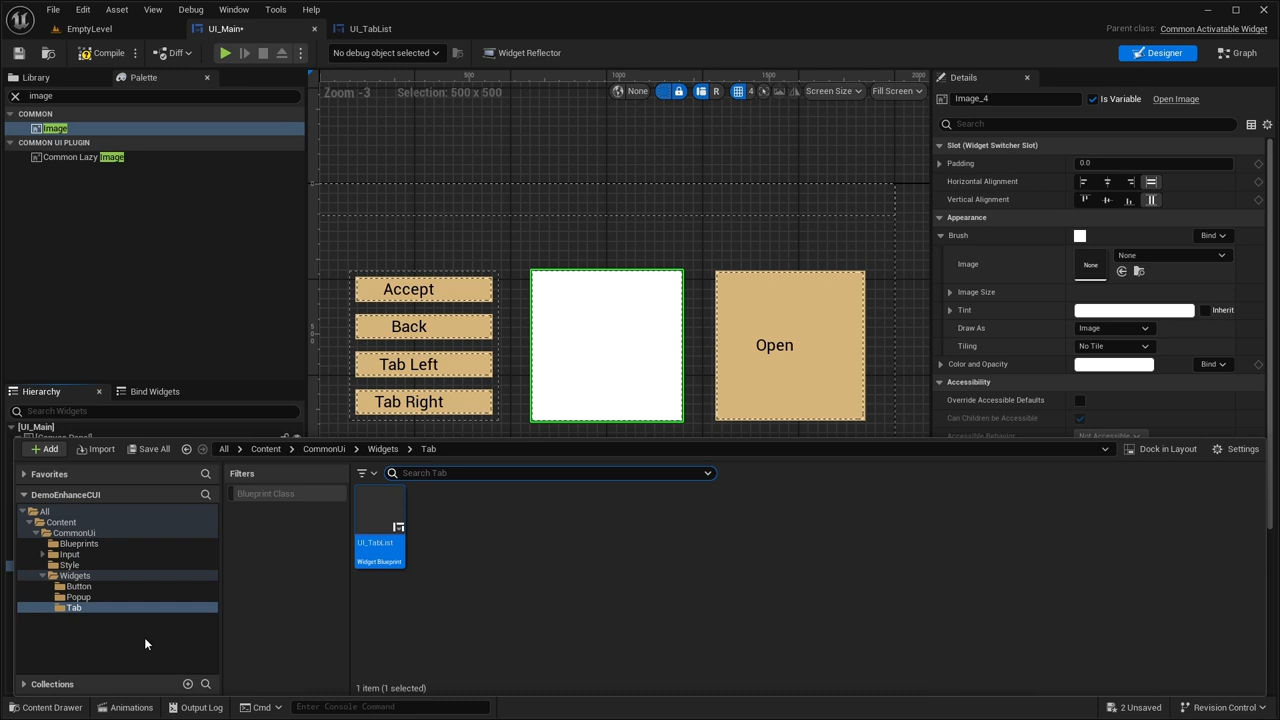 File Edit Asset View Debug Window Tools Help
EmptyLevel UI_Main* UI_TabList Parent class: Common Activatable Widget
Compile Diff No debug object selected Widget Reflector Designer Graph
Library Palette
image
COMMON
Image
COMMON UI PLUGIN
Common Lazy Image
Hierarchy Bind Widgets
Search Widgets
[UI_Main]
500 1000 1500 2000
Zoom -3 Selection: 500 x 500 None R 4 Screen Size Fill Screen
Accept
Back
Tab Left
Tab Right
Open
Details
Image_4 Is Variable Open Image
Search
Slot (Widget Switcher Slot)
Padding 0.0
Horizontal Alignment
Vertical Alignment
Appearance
Brush Bind
Image None None
Image Size
Tint Inherit
Draw As Image
Tiling No Tile
Color and Opacity Bind
Accessibility
Override Accessible Defaults
Can Children be Accessible
Accessible Behavior Not Accessible
Add Import Save All All Content CommonUi Widgets Tab Dock in Layout Settings
Favorites
DemoEnhanceCUI
All
Content
CommonUi
Blueprints
Input
Style
Widgets
Button
Popup
Tab
Collections
Filters
Blueprint Class
Search Tab
UI_TabList
Widget Blueprint
1 item (1 selected)
Content Drawer Animations Output Log Cmd Enter Console Command 2 Unsaved Revision Control